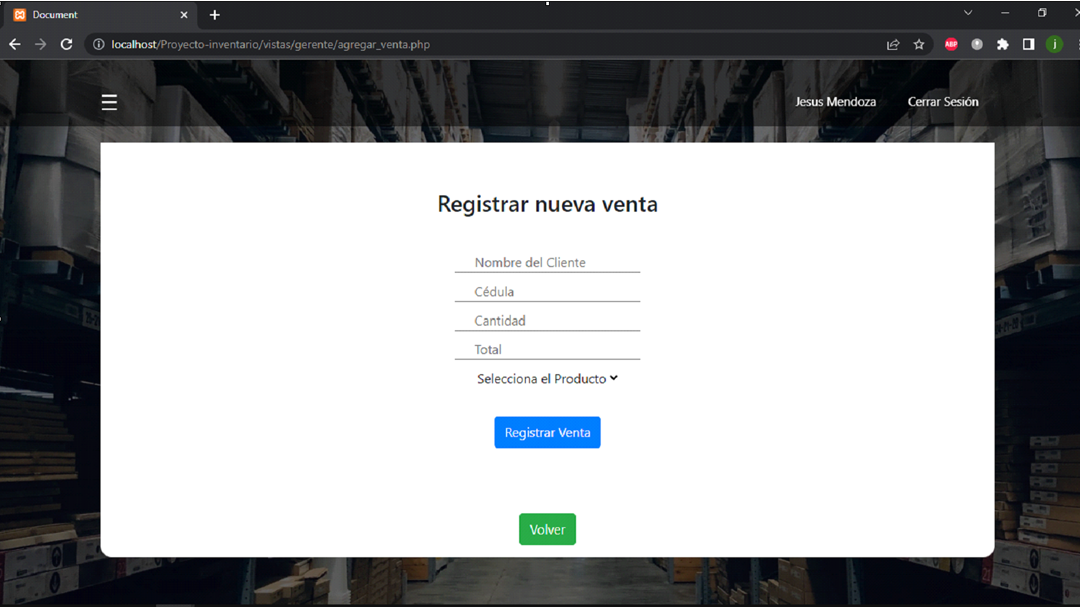 Document
localhost/Proyecto-inventario/vistas/gerente/agregar_venta.php
ABP
j
Jesus Mendoza
Cerrar Sesión
Registrar nueva venta
Nombre del Cliente
Cédula
Cantidad
Total
Selecciona el Producto
Registrar Venta
Volver